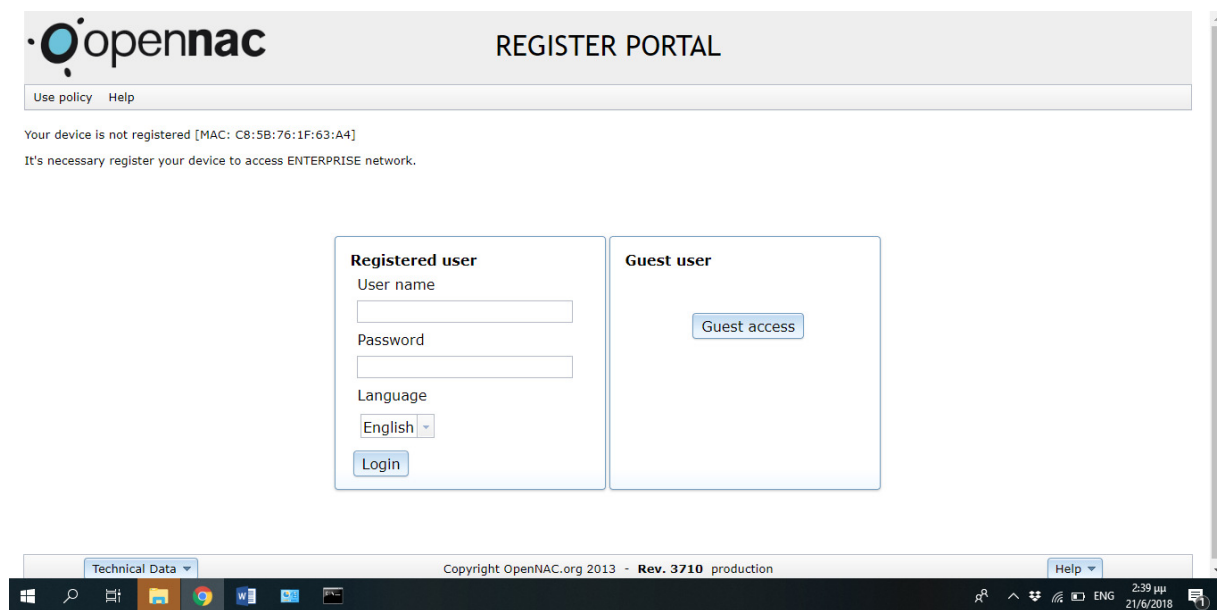 opennac
REGISTER PORTAL
Use policy Help
Your device is not registered [MAC: C8:5B:76:1F:63:A4]
It's necessary register your device to access ENTERPRISE network.
Registered user
User name
Password
Language
English
Login
Guest user
Guest access
Technical Data
Copyright OpenNAC.org 2013 - Rev. 3710 production
Help
ENG
2:39 μμ
21/6/2018
1